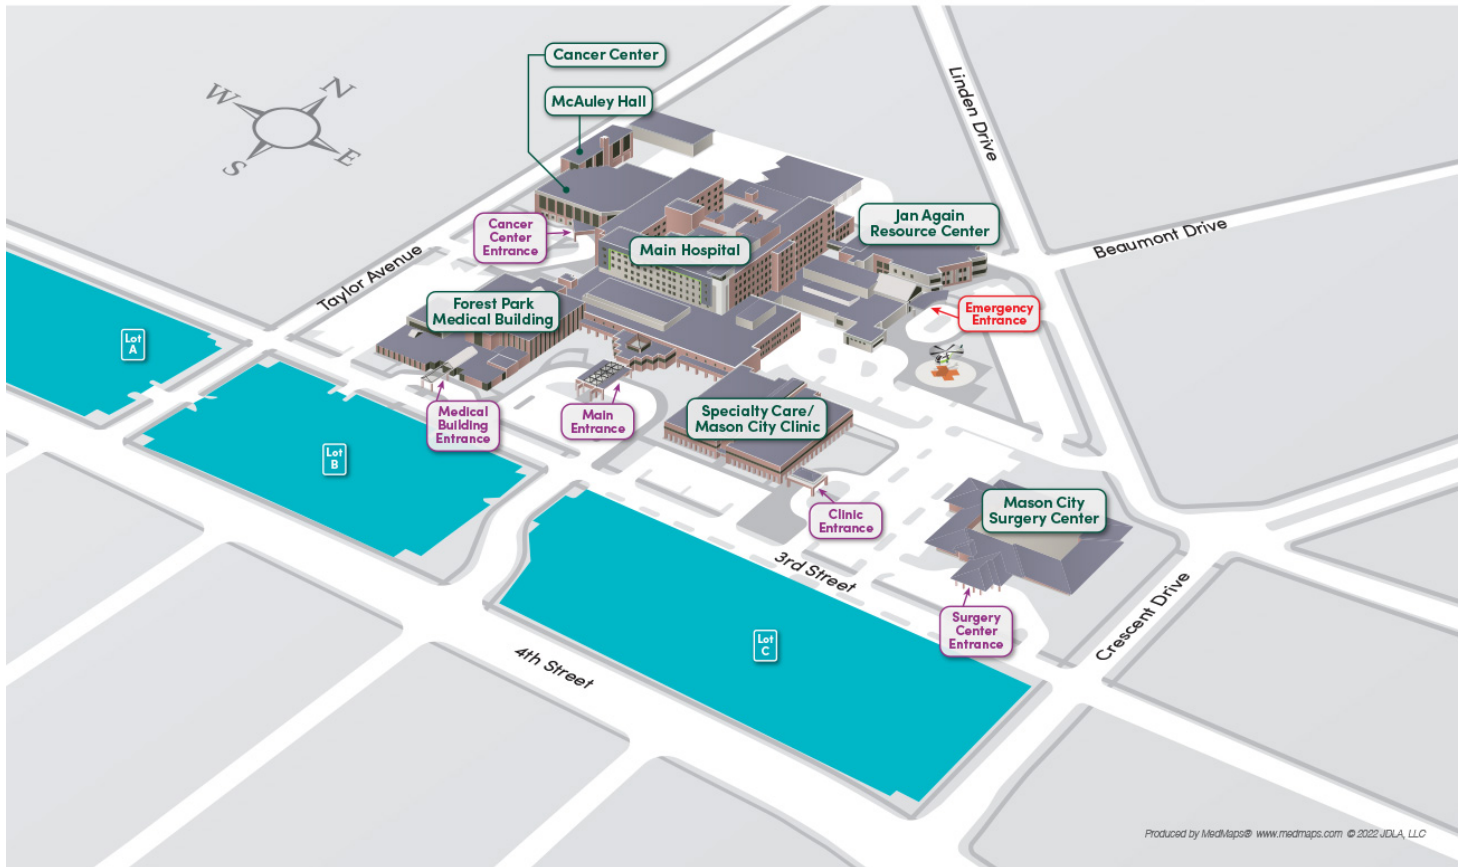 Cancer Center
McAuley Hall
N
W
E
S
Linden Drive
Jan Again
Resource Center
Cancer
Center
Entrance
Main Hospital
Beaumont Drive
Taylor Avenue
Forest Park
Medical Building
Emergency
Entrance
Lot
A
Medical
Building
Entrance
Main
Entrance
Specialty Care/
Mason City Clinic
Lot
B
Clinic
Entrance
Mason City
Surgery Center
3rd Street
Surgery
Center
Entrance
Crescent Drive
Lot
C
4th Street
Produced by MedMaps® www.medmaps.com © 2022 JDLA, LLC